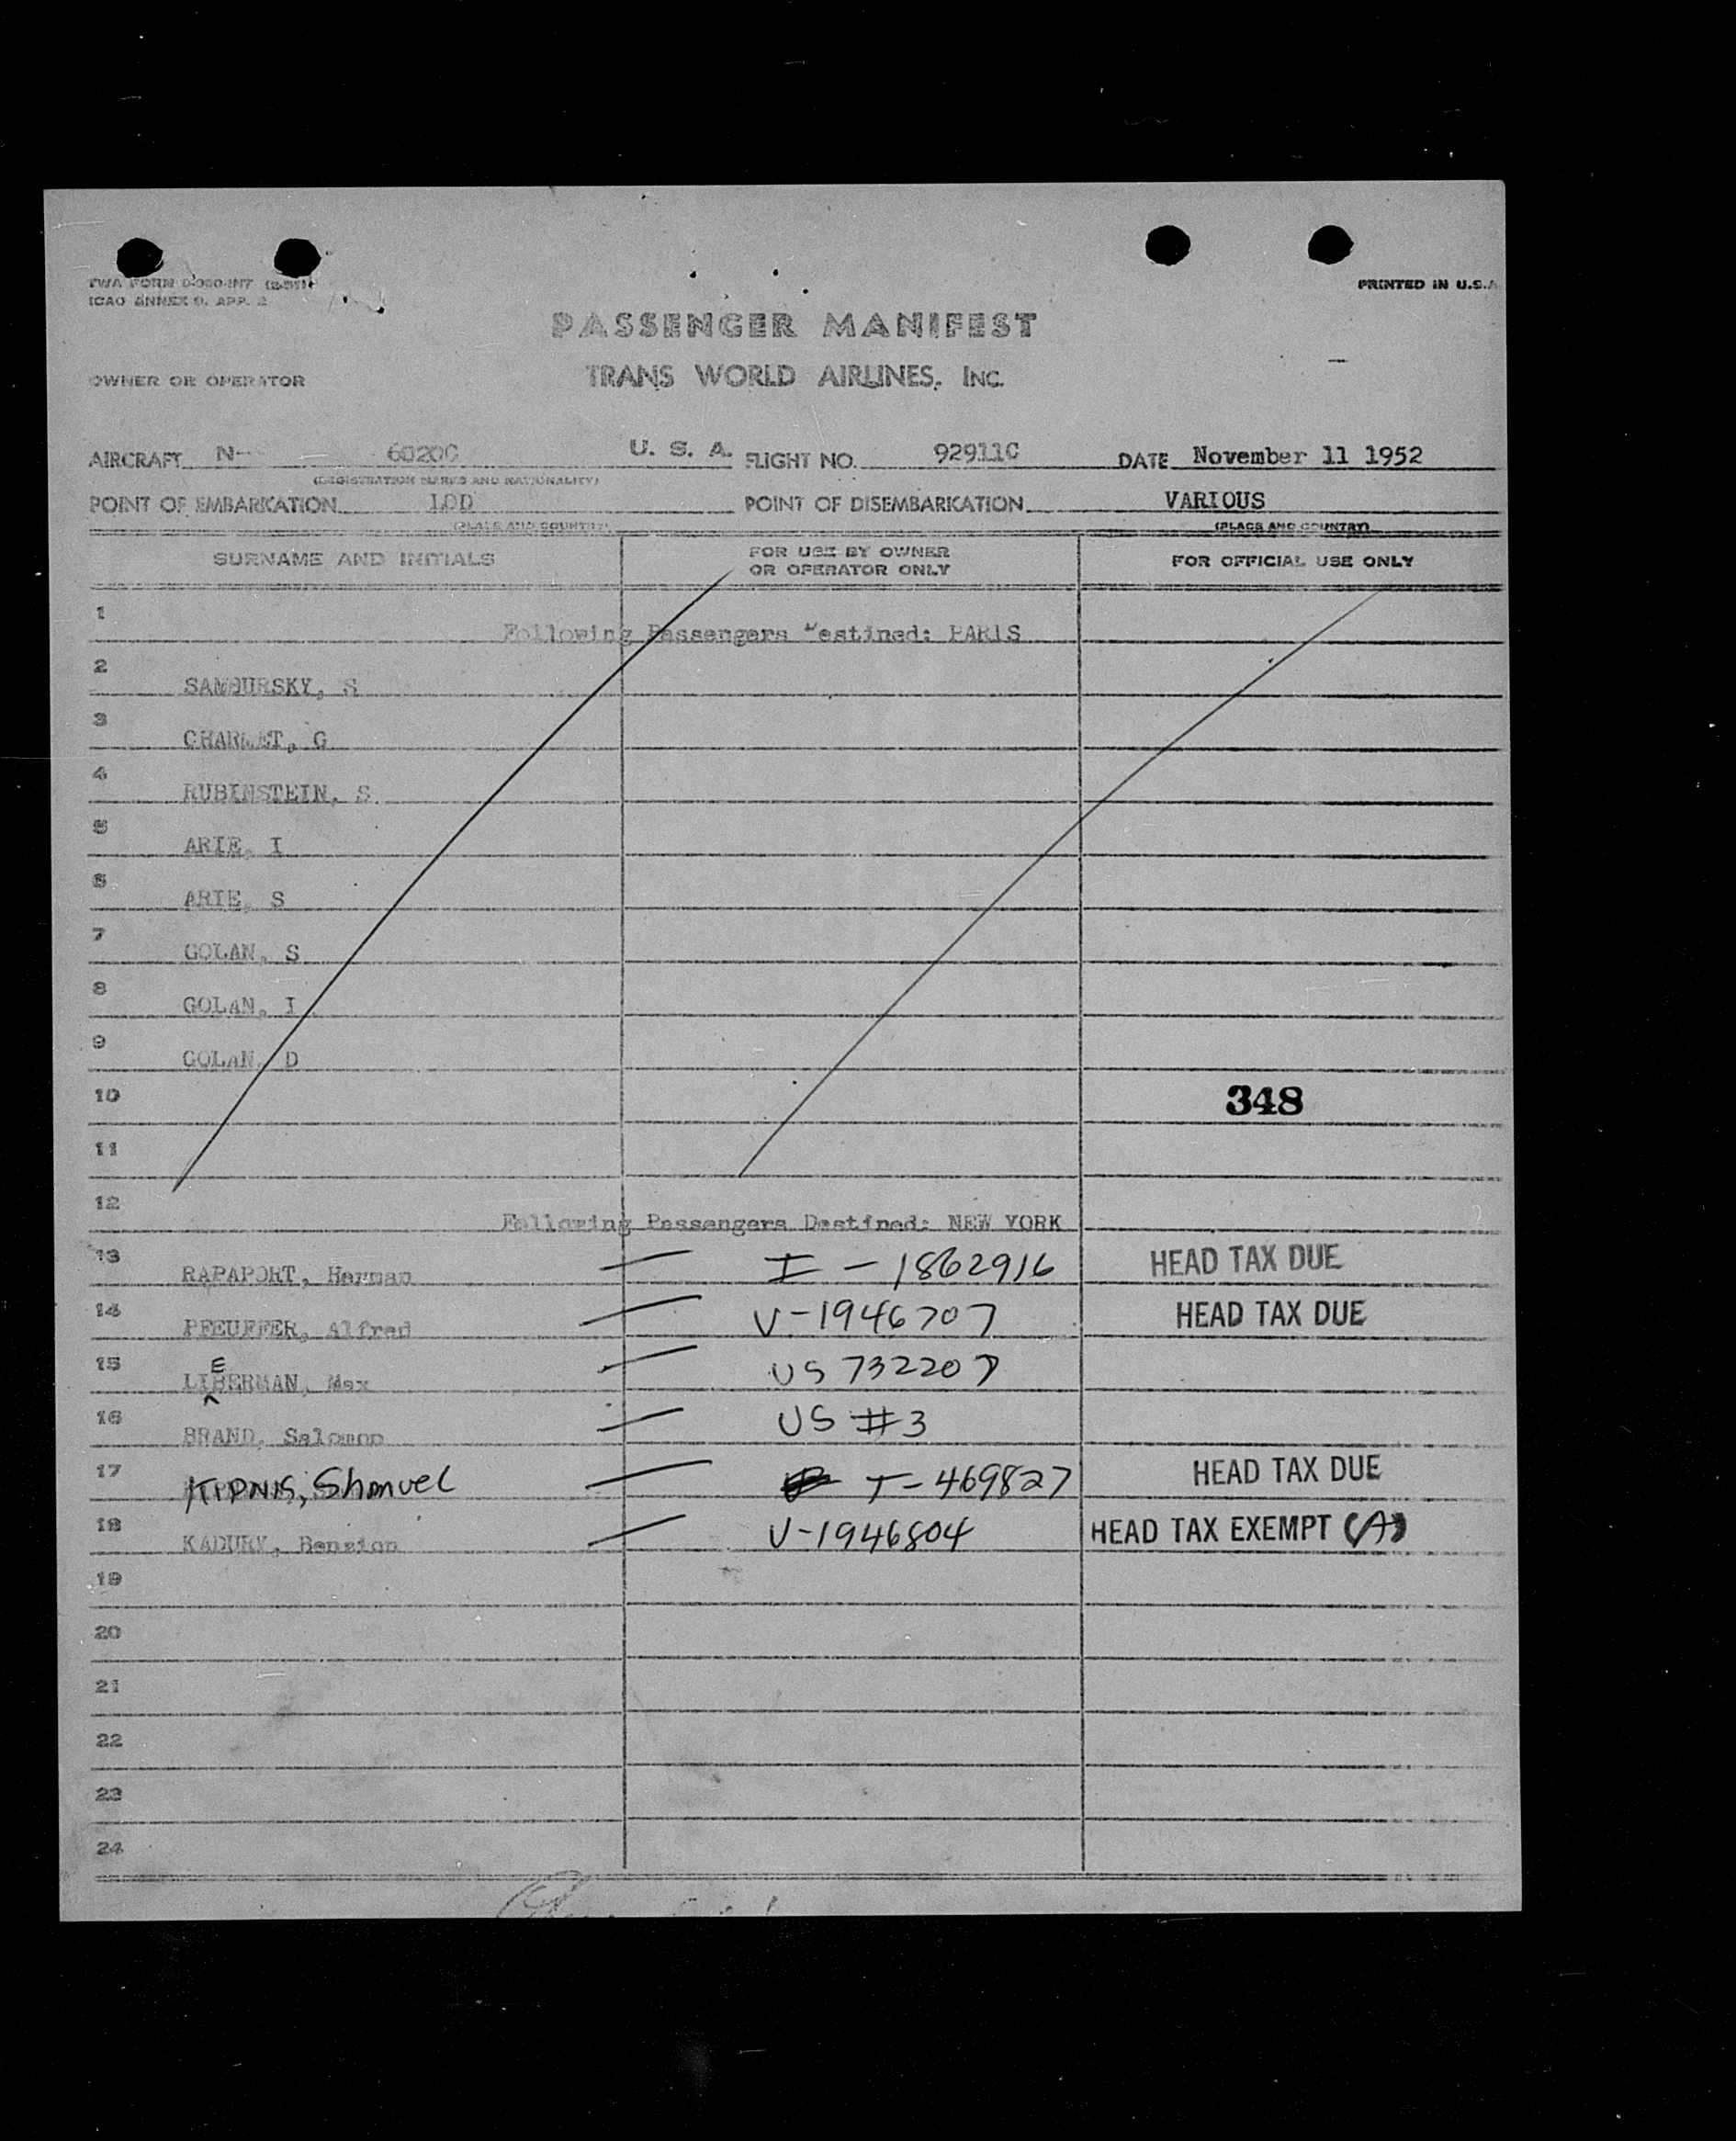 TWA FORM
ICAO ANNEX 9, APP. 2
PRINTED IN U.S.A
PASSENGER MANIFEST
OWNER OR OPERATOR
TRANS WORLD AIRLINES, INC.
AIRCRAFT N- 6020C U. S. A. FLIGHT NO. 92911C DATE November 11 1952
(REGISTRATION MARKS AND NATIONALITY)
POINT OF EMBARKATION LOD POINT OF DISEMBARKATION VARIOUS
(PLACE AND COUNTRY) (PLACE AND COUNTRY)
SURNAME AND INITIALS FOR USE BY OWNER OR OPERATOR ONLY FOR OFFICIAL USE ONLY
1 Following Passengers Destined: PARIS
2 SAMBURSKY, S
3 CHARLET, G
4 RUBINSTEIN, S
5 ARIE, I
6 ARIE, S
7 GOLAN, S
8 GOLAN, I
9 GOLAN, D
10 348
11
12 Following Passengers Destined: NEW YORK
13 RAPAPORT, Herman — I - 1862916 HEAD TAX DUE
14 PFEUFFER, Alfred — V-1946707 HEAD TAX DUE
15 LIEBERMAN, Max — US 732207
16 BRAND, Salomon — US #3
17 KIPNIS, Shmuel — T-469827 HEAD TAX DUE
18 KADURY, Bension — V-1946804 HEAD TAX EXEMPT (A)
19
20
21
22
23
24